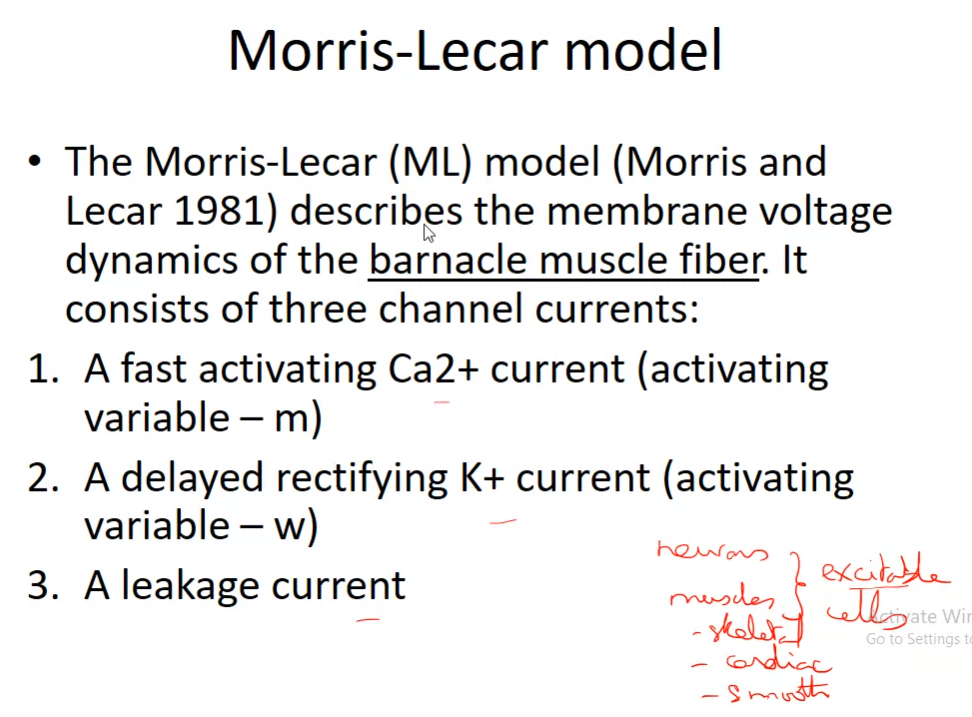 Morris-Lecar model
• The Morris-Lecar (ML) model (Morris and
Lecar 1981) describes the membrane voltage
dynamics of the barnacle muscle fiber. It
consists of three channel currents:
1. A fast activating Ca2+ current (activating
variable – m)
2. A delayed rectifying K+ current (activating
variable – w)
3. A leakage current
neurons
muscles
- skeletal
- cardiac
- smooth
excitable
cells
Activate Win
Go to Settings to